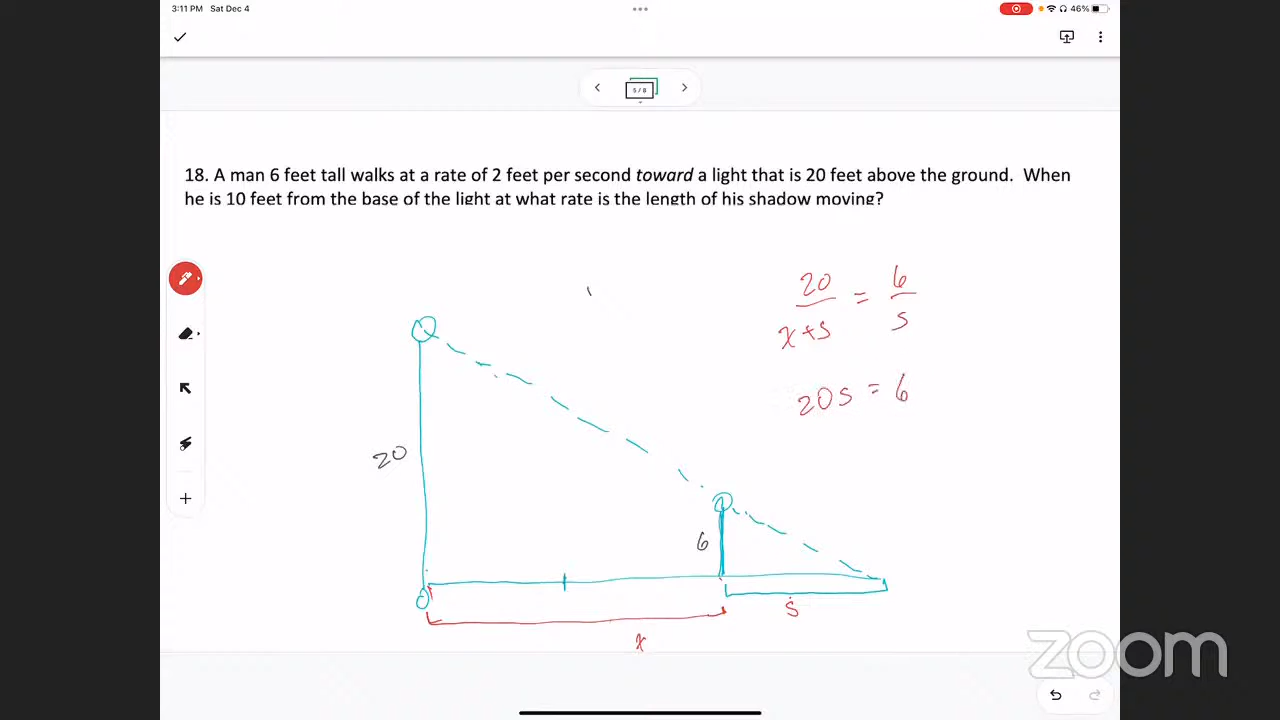 3:11 PM Sat Dec 4
46%
5 / 8
18. A man 6 feet tall walks at a rate of 2 feet per second toward a light that is 20 feet above the ground. When
he is 10 feet from the base of the light at what rate is the length of his shadow moving?
20/x+s = 6/s
20s = 6
20
6
s
x
zoom